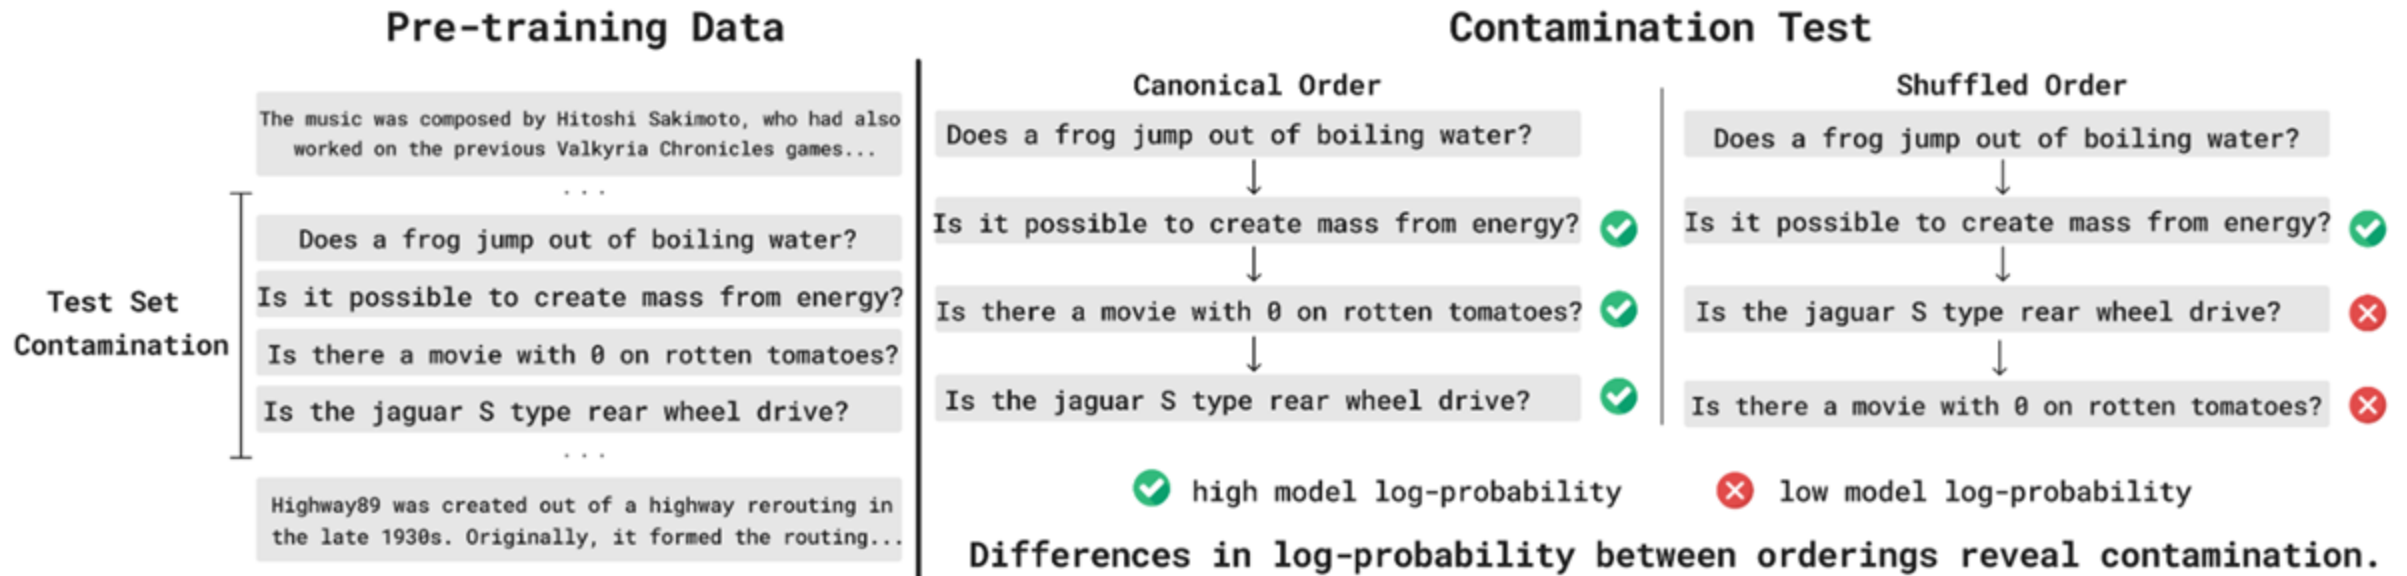 Pre-training Data
The music was composed by Hitoshi Sakimoto, who had also
worked on the previous Valkyria Chronicles games...
...
Test Set
Contamination
Does a frog jump out of boiling water?
Is it possible to create mass from energy?
Is there a movie with 0 on rotten tomatoes?
Is the jaguar S type rear wheel drive?
...
Highway89 was created out of a highway rerouting in
the late 1930s. Originally, it formed the routing...
Contamination Test
Canonical Order
Does a frog jump out of boiling water?
Is it possible to create mass from energy?
Is there a movie with 0 on rotten tomatoes?
Is the jaguar S type rear wheel drive?
Shuffled Order
Does a frog jump out of boiling water?
Is it possible to create mass from energy?
Is the jaguar S type rear wheel drive?
Is there a movie with 0 on rotten tomatoes?
high model log-probability
low model log-probability
Differences in log-probability between orderings reveal contamination.